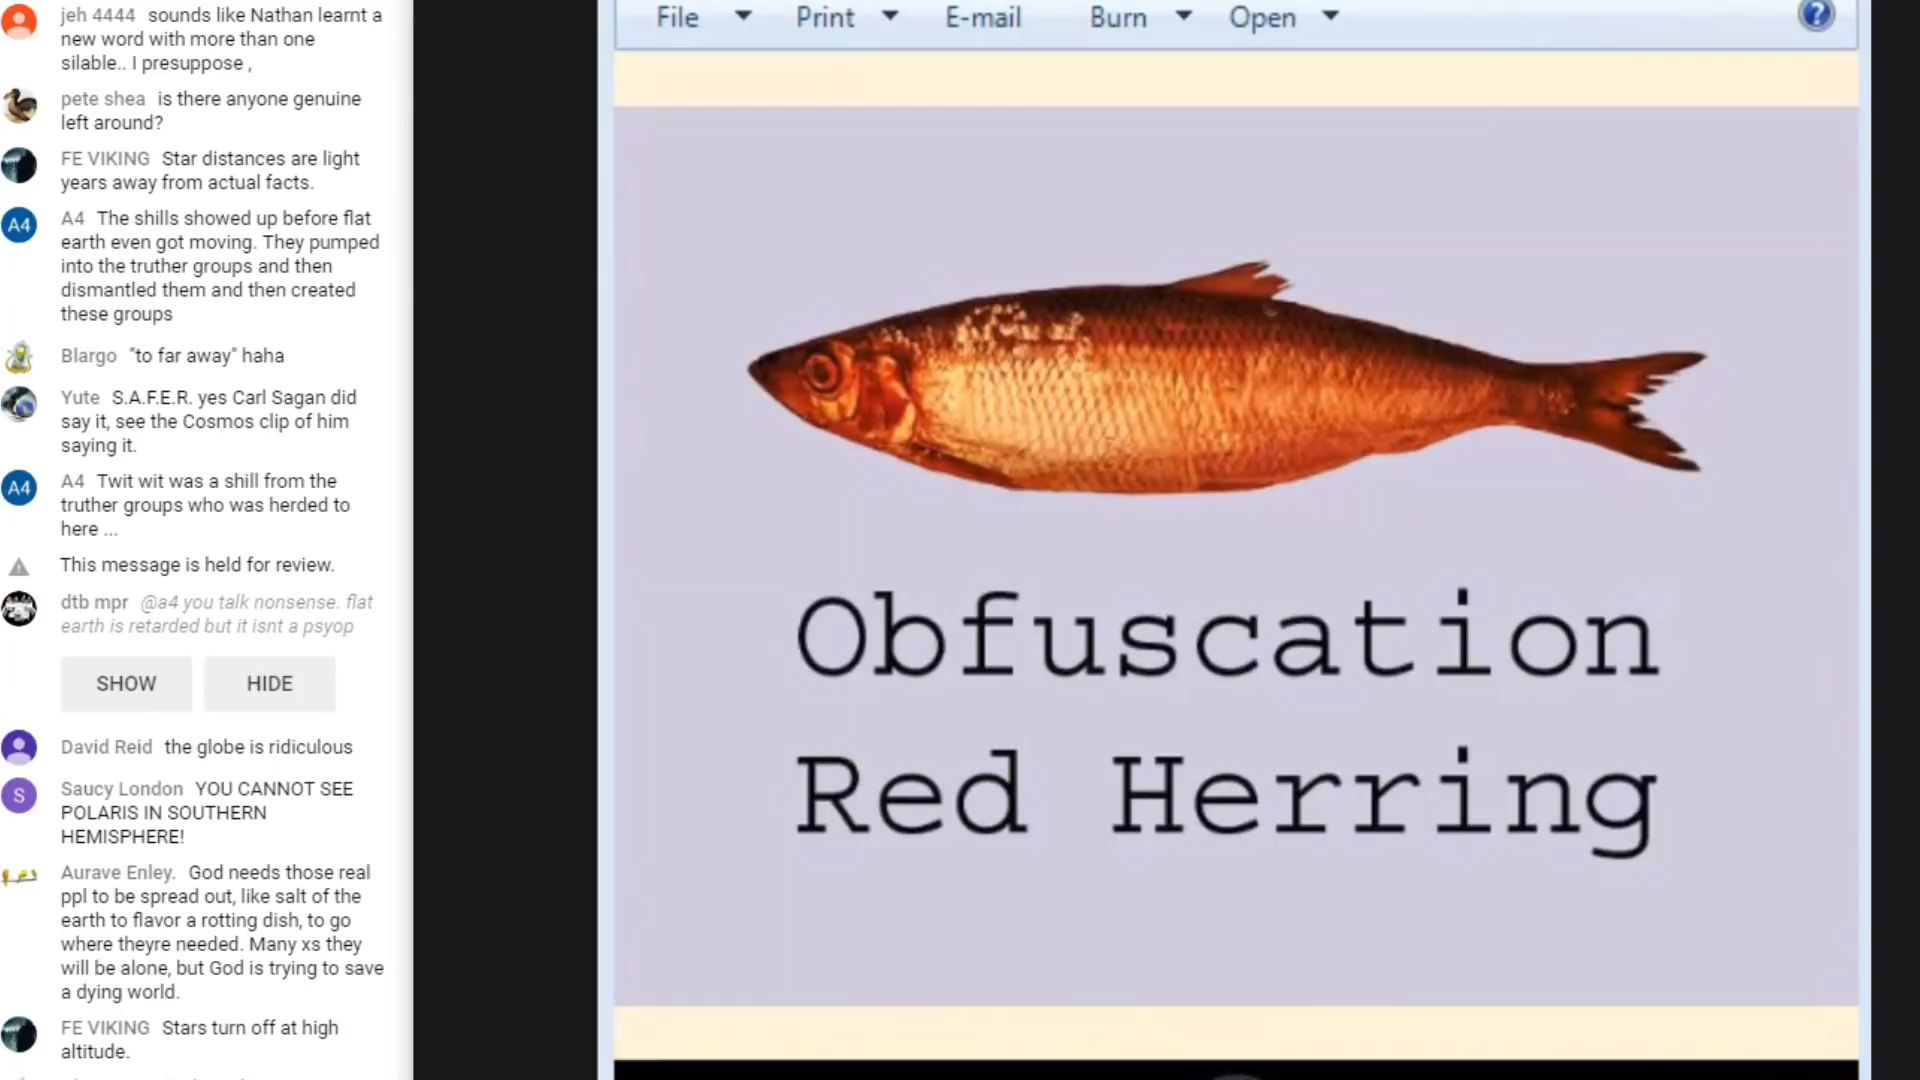 jeh 4444 sounds like Nathan learnt a
new word with more than one
silable.. I presuppose ,
pete shea is there anyone genuine
left around?
FE VIKING Star distances are light
years away from actual facts.
A4 A4 The shills showed up before flat
earth even got moving. They pumped
into the truther groups and then
dismantled them and then created
these groups
Blargo "to far away" haha
Yute S.A.F.E.R. yes Carl Sagan did
say it, see the Cosmos clip of him
saying it.
A4 A4 Twit wit was a shill from the
truther groups who was herded to
here ...
This message is held for review.
dtb mpr @a4 you talk nonsense. flat
earth is retarded but it isnt a psyop
SHOW HIDE
David Reid the globe is ridiculous
S Saucy London YOU CANNOT SEE
POLARIS IN SOUTHERN
HEMISPHERE!
Aurave Enley. God needs those real
ppl to be spread out, like salt of the
earth to flavor a rotting dish, to go
where theyre needed. Many xs they
will be alone, but God is trying to save
a dying world.
FE VIKING Stars turn off at high
altitude.
File Print E-mail Burn Open ?
Obfuscation
Red Herring